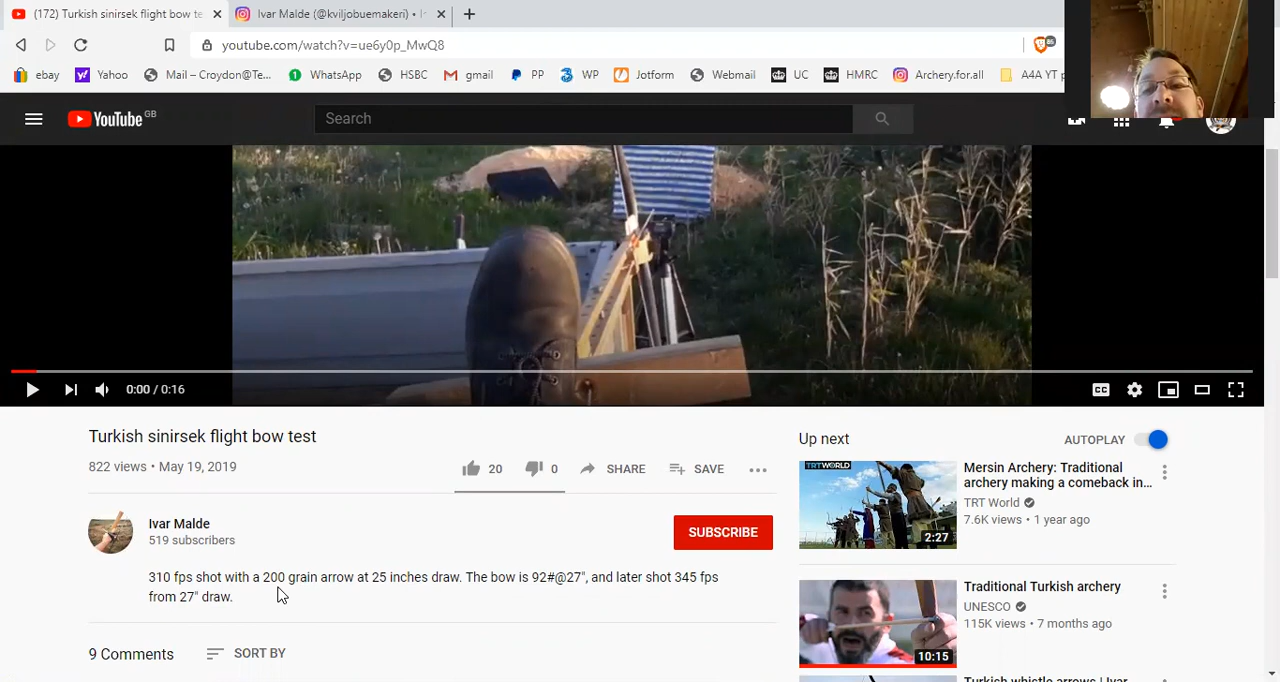 (172) Turkish sinirsek flight bow te
Ivar Malde (@kviljobuemakeri) •
youtube.com/watch?v=ue6y0p_MwQ8
85
ebay Yahoo Mail – Croydon@Te... 1 WhatsApp HSBC gmail PP WP Jotform Webmail UC HMRC Archery.for.all A4A YT
YouTube GB
Search
0:00 / 0:16
CC
Turkish sinirsek flight bow test
822 views • May 19, 2019
20 0 SHARE SAVE
Ivar Malde
519 subscribers
SUBSCRIBE
310 fps shot with a 200 grain arrow at 25 inches draw. The bow is 92#@27", and later shot 345 fps
from 27" draw.
9 Comments SORT BY
Up next
AUTOPLAY
TRT WORLD
2:27
Mersin Archery: Traditional
archery making a comeback in...
TRT World
7.6K views • 1 year ago
10:15
Traditional Turkish archery
UNESCO
115K views • 7 months ago
Turkish whistle arrows | Ivar